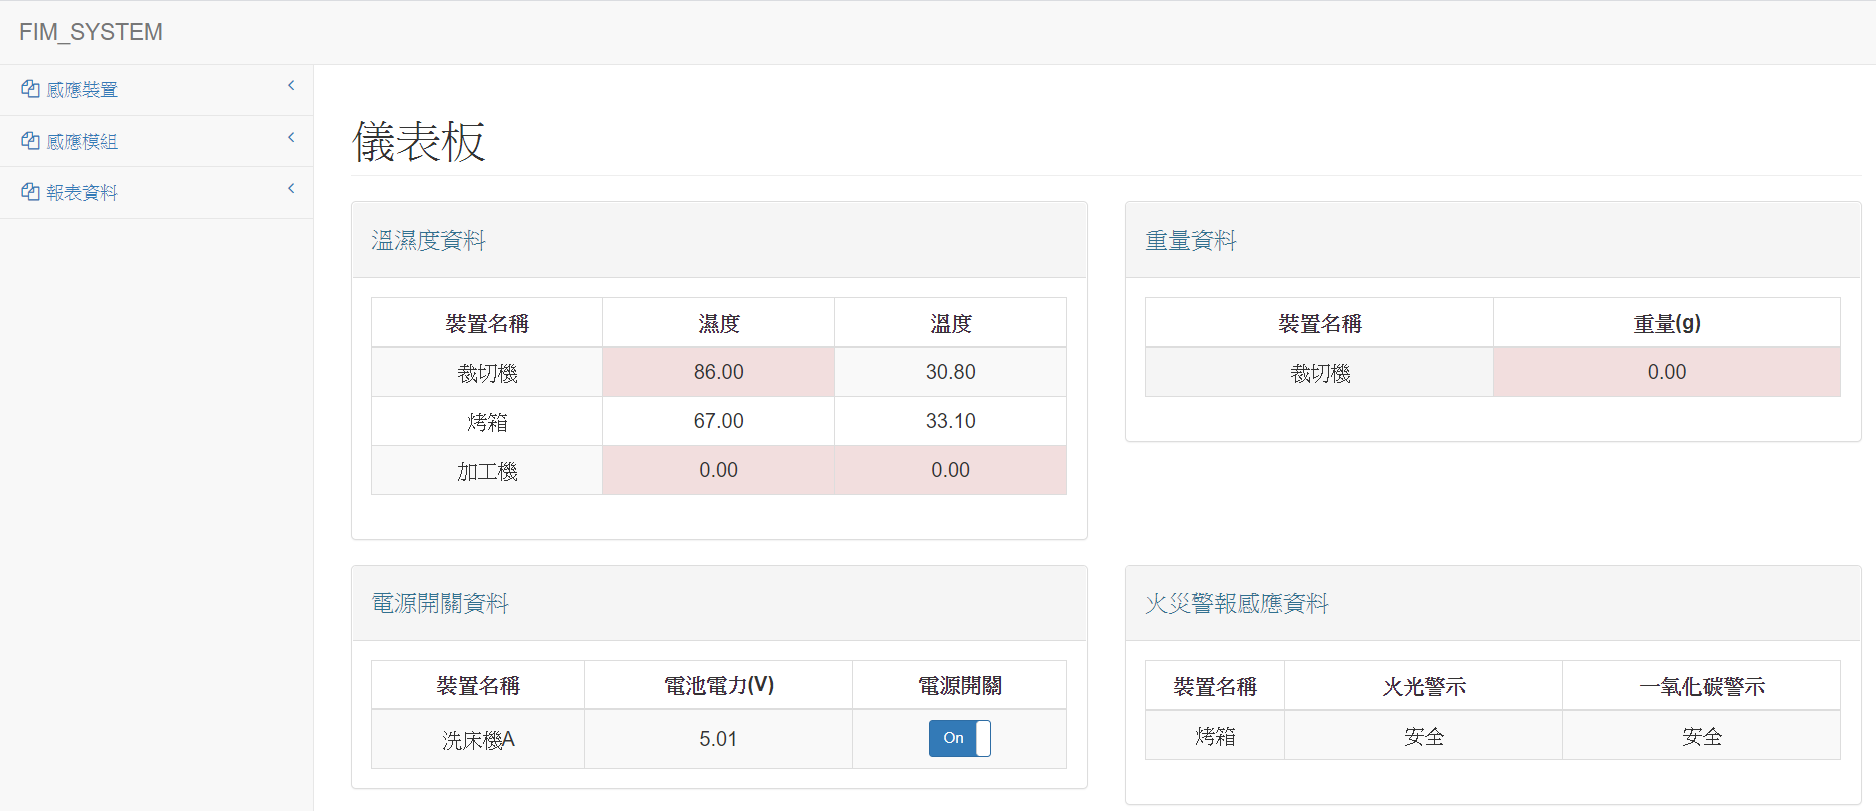 FIM_SYSTEM
感應裝置
感應模組
報表資料
儀表板
溫濕度資料
裝置名稱 濕度 溫度
裁切機 86.00 30.80
烤箱 67.00 33.10
加工機 0.00 0.00
重量資料
裝置名稱 重量(g)
裁切機 0.00
電源開關資料
裝置名稱 電池電力(V) 電源開關
洗床機A 5.01 On
火災警報感應資料
裝置名稱 火光警示 一氧化碳警示
烤箱 安全 安全